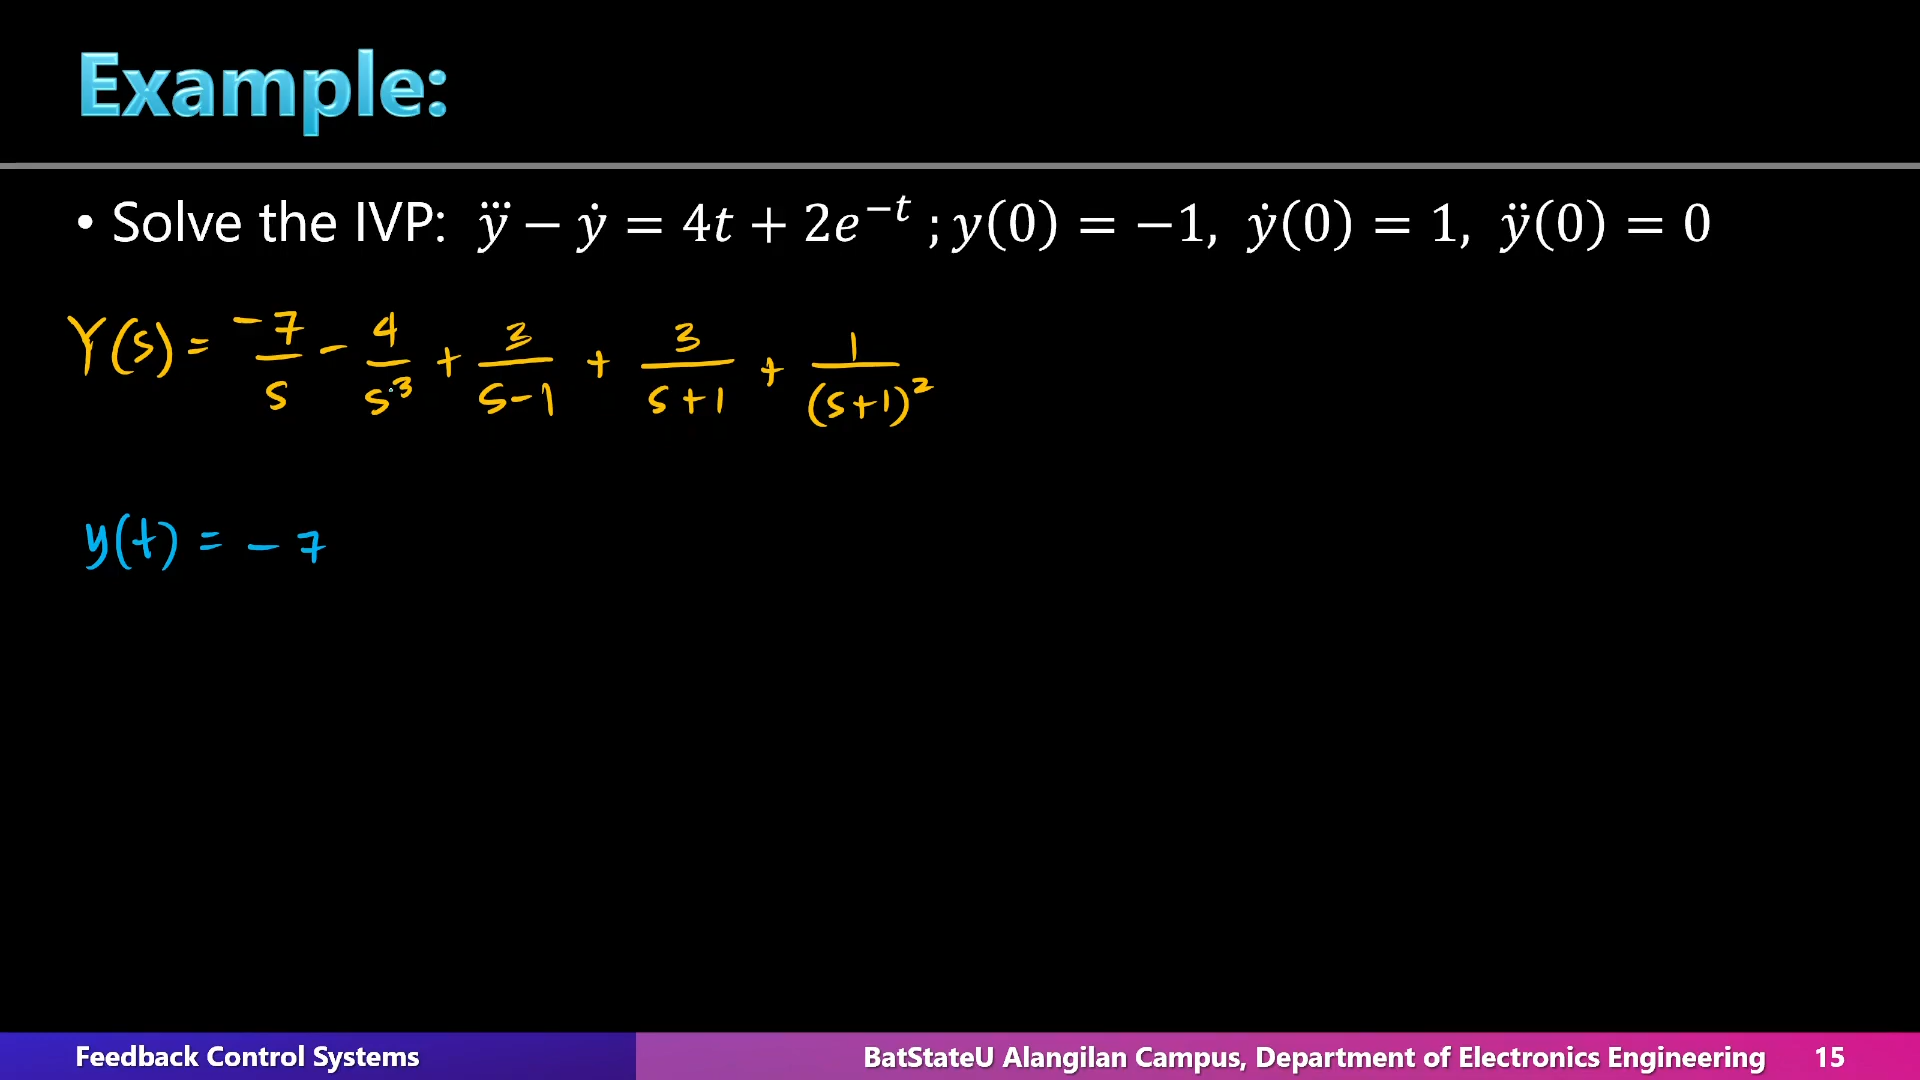 Example:
• Solve the IVP: y⃛ − ẏ = 4t + 2e^{−t} ; y(0) = −1, ẏ(0) = 1, ÿ(0) = 0
Y(s) = -7/s - 4/s³ + 3/(s-1) + 3/(s+1) + 1/(s+1)²
y(t) = - 7
Feedback Control Systems
BatStateU Alangilan Campus, Department of Electronics Engineering 15